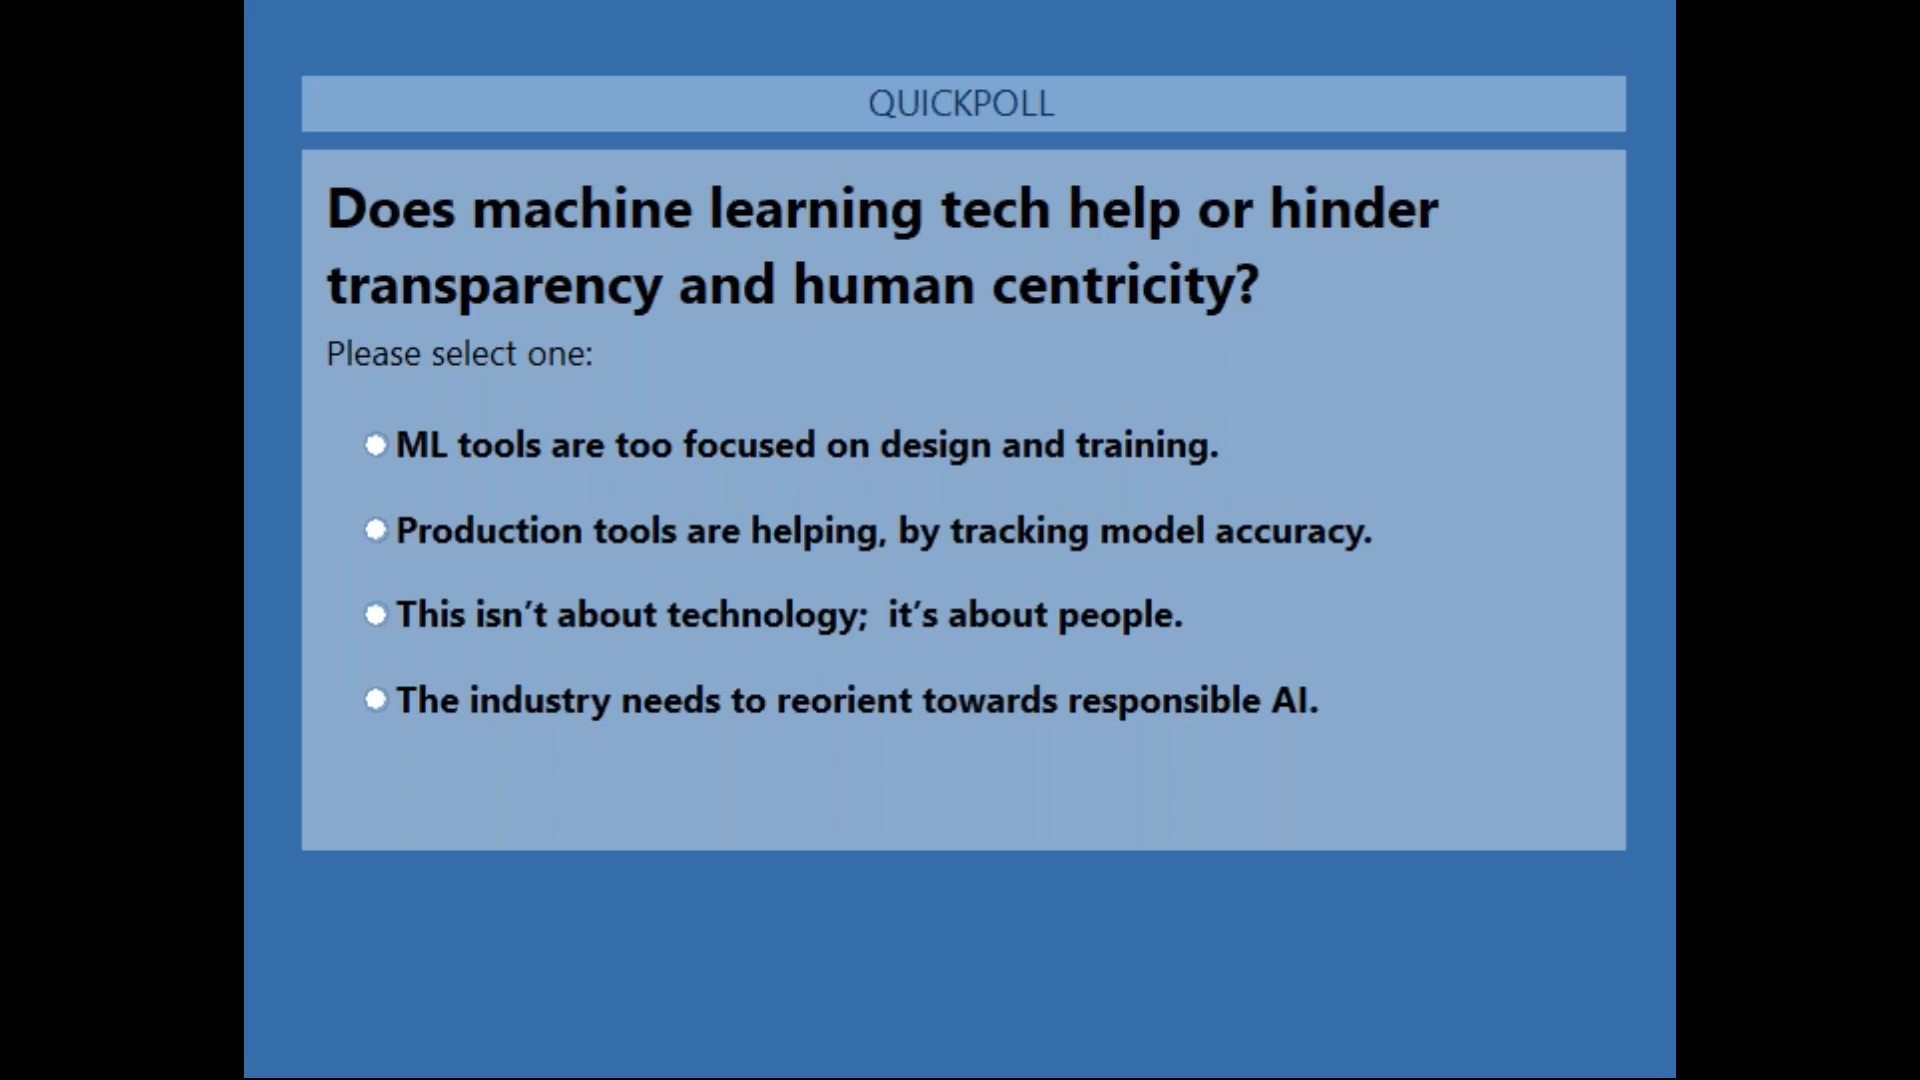 QUICKPOLL
Does machine learning tech help or hinder
transparency and human centricity?
Please select one:
ML tools are too focused on design and training.
Production tools are helping, by tracking model accuracy.
This isn’t about technology;  it’s about people.
The industry needs to reorient towards responsible AI.